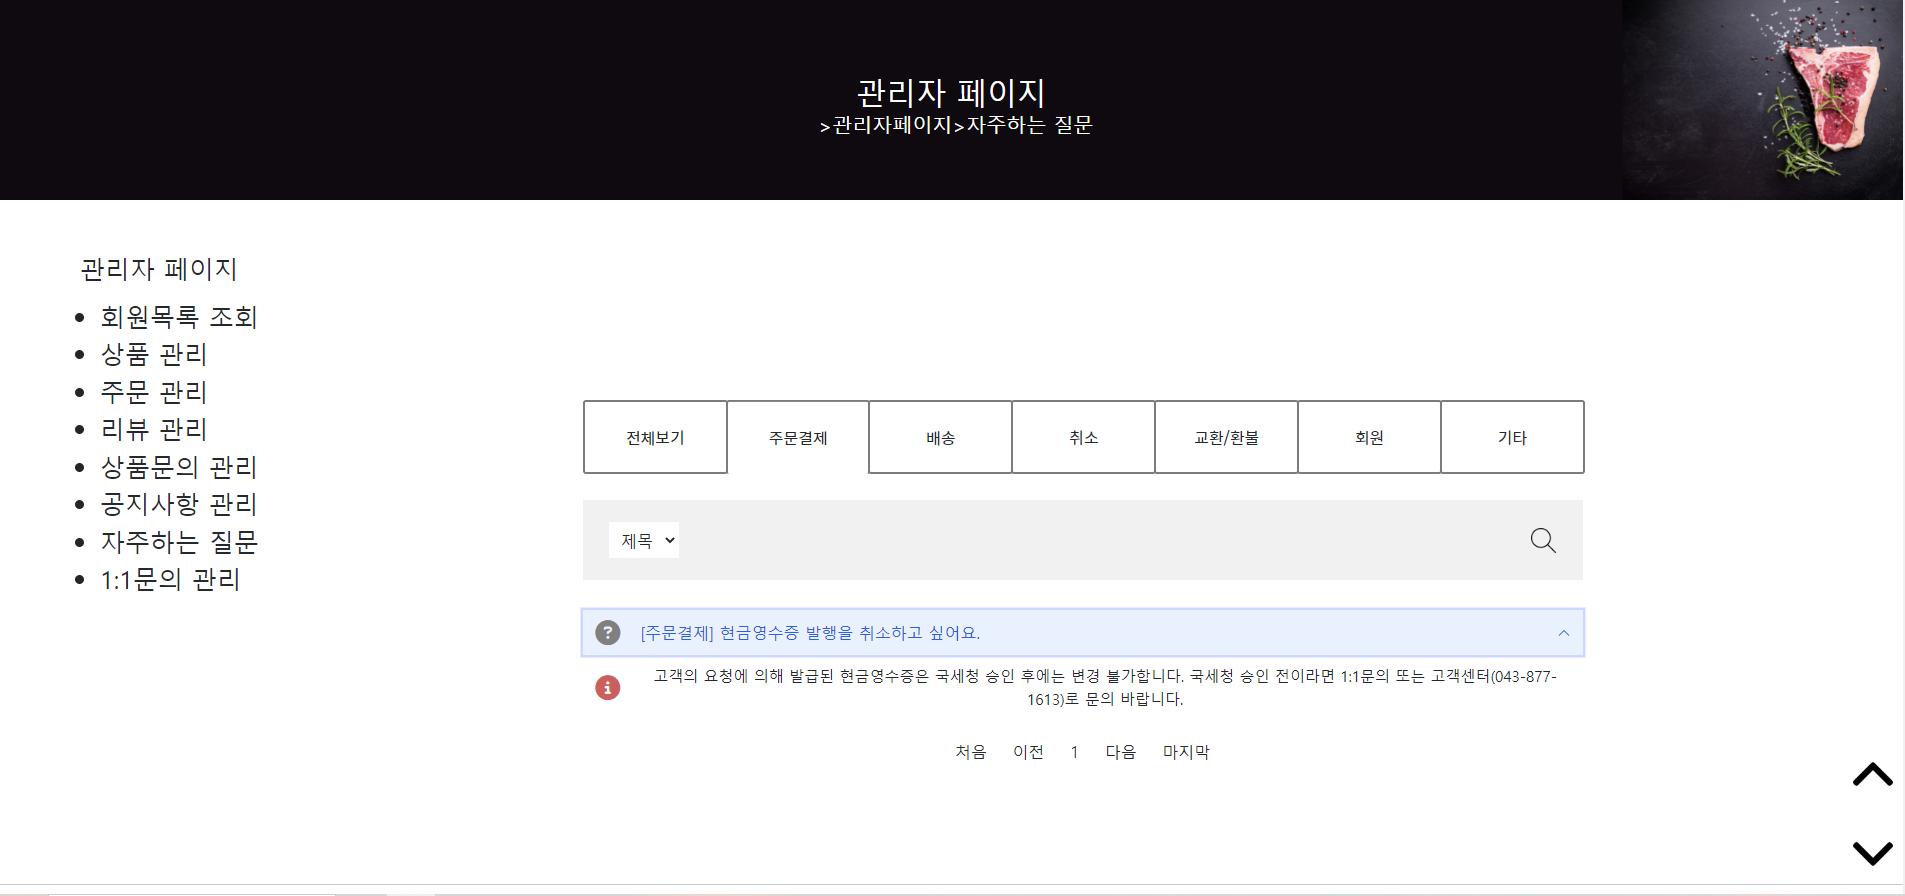 관리자 페이지
>관리자페이지>자주하는 질문
관리자 페이지
회원목록 조회
상품 관리
주문 관리
리뷰 관리
상품문의 관리
공지사항 관리
자주하는 질문
1:1문의 관리
전체보기 주문결제 배송 취소 교환/환불 회원 기타
제목
[주문결제] 현금영수증 발행을 취소하고 싶어요.
고객의 요청에 의해 발급된 현금영수증은 국세청 승인 후에는 변경 불가합니다. 국세청 승인 전이라면 1:1문의 또는 고객센터(043-877-
1613)로 문의 바랍니다.
처음 이전 1 다음 마지막